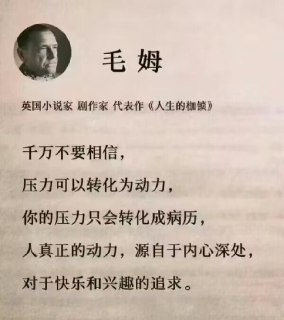 毛姆
英国小说家 剧作家 代表作《人生的枷锁》
千万不要相信，
压力可以转化为动力，
你的压力只会转化成病历，
人真正的动力，源自于内心深处，
对于快乐和兴趣的追求。